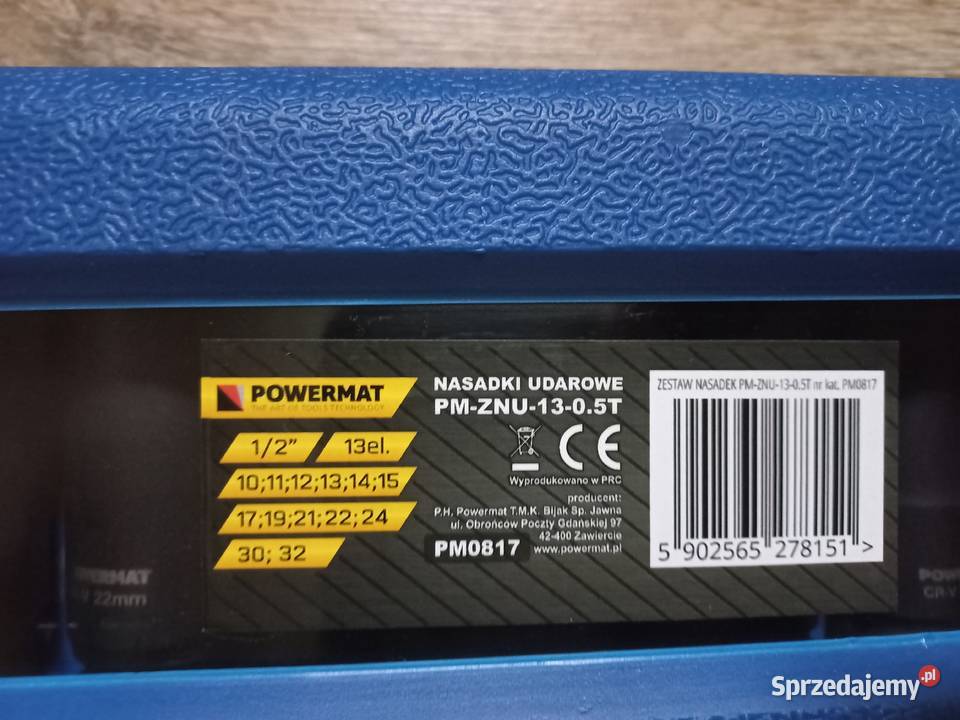 POWERMAT
THE ART OF TOOLS TECHNOLOGY
1/2” 13el.
10;11;12;13;14;15
17;19;21;22;24
30; 32
NASADKI UDAROWE
PM-ZNU-13-0.5T
CE
Wyprodukowano w PRC
producent:
P.H. Powermat T.M.K. Bijak Sp. Jawna
ul. Obrońców Poczty Gdańskiej 97
42-400 Zawiercie
PM0817 www.powermat.pl
ZESTAW NASADEK PM-ZNU-13-0.5T nr kat. PM0817
5 902565 278151 >
POWERMAT
22mm
CR-V
Sprzedajemy.pl